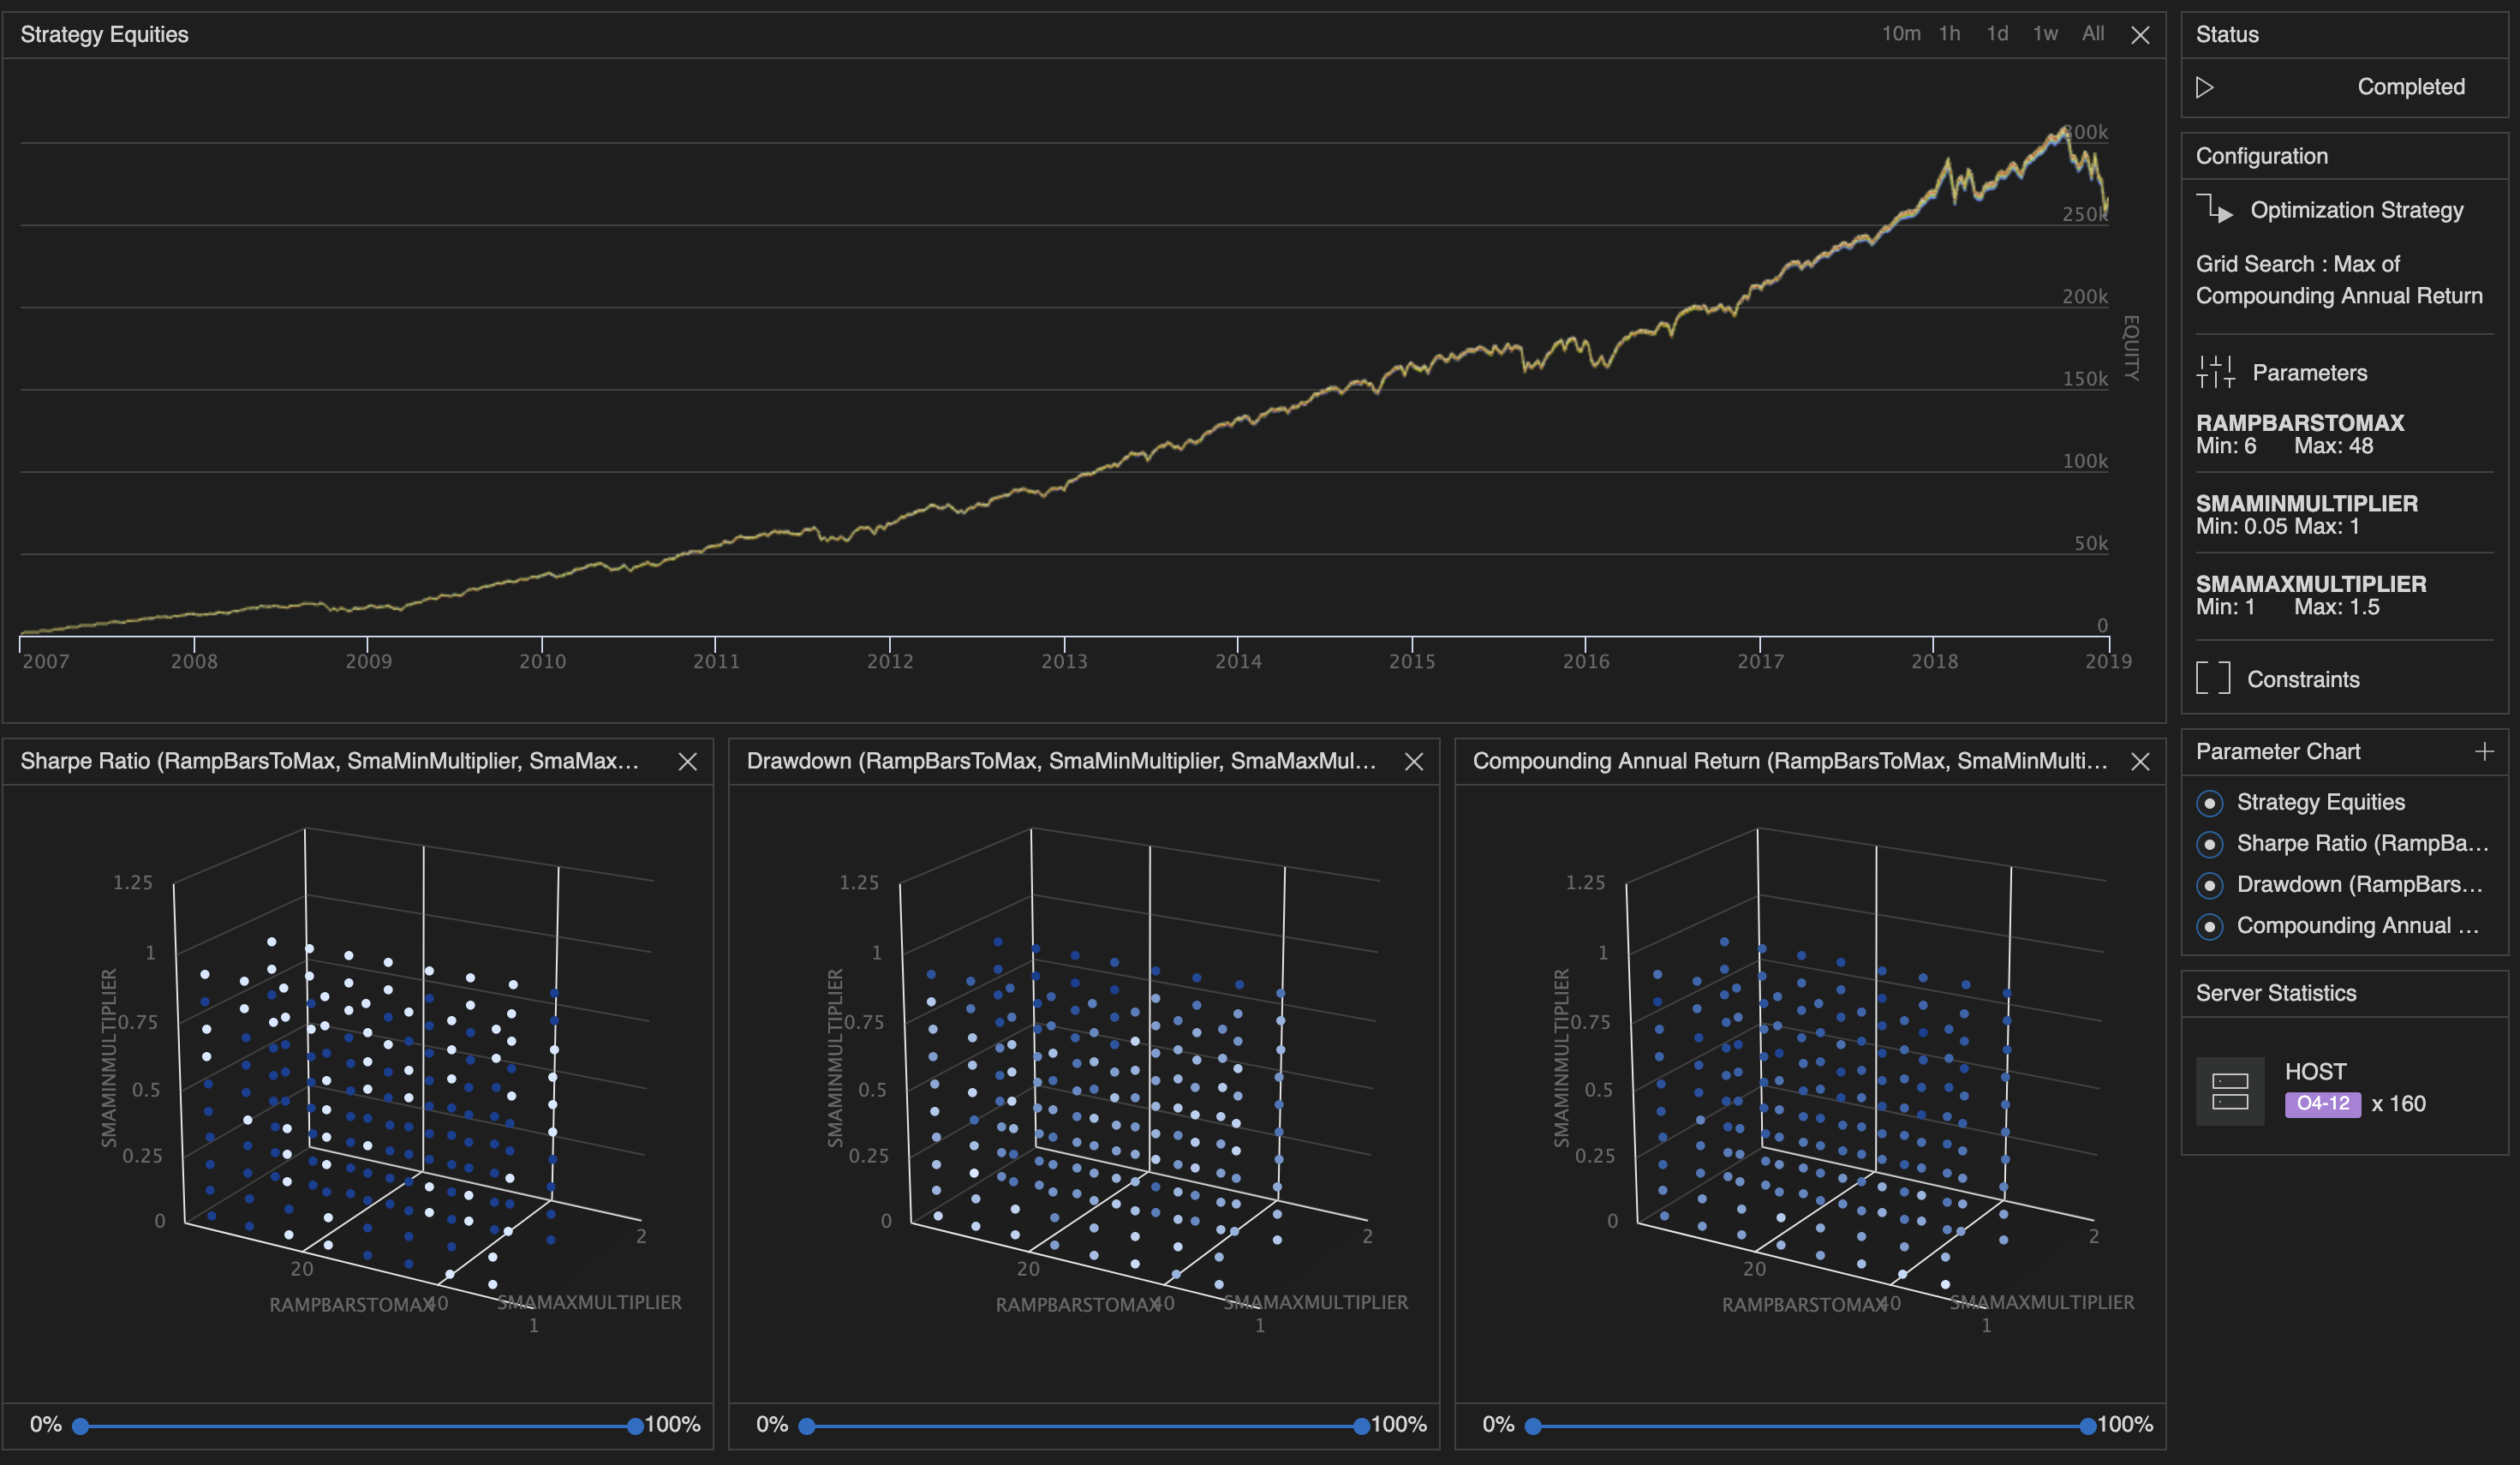 Strategy Equities
10m 1h 1d 1w All
300k
250k
200k
150k
100k
50k
0
EQUITY
2007 2008 2009 2010 2011 2012 2013 2014 2015 2016 2017 2018 2019
Sharpe Ratio (RampBarsToMax, SmaMinMultiplier, SmaMax...
1.25
1
0.75
0.5
0.25
0
SMAMINMULTIPLIER
20
40
RAMPBARSTOMAX
2
1
SMAMAXMULTIPLIER
0% 100%
Drawdown (RampBarsToMax, SmaMinMultiplier, SmaMaxMul...
1.25
1
0.75
0.5
0.25
0
SMAMINMULTIPLIER
20
40
RAMPBARSTOMAX
2
1
SMAMAXMULTIPLIER
0% 100%
Compounding Annual Return (RampBarsToMax, SmaMinMulti...
1.25
1
0.75
0.5
0.25
0
SMAMINMULTIPLIER
20
40
RAMPBARSTOMAX
2
1
SMAMAXMULTIPLIER
0% 100%
Status
Completed
Configuration
Optimization Strategy
Grid Search : Max of
Compounding Annual Return
Parameters
RAMPBARSTOMAX
Min: 6 Max: 48
SMAMINMULTIPLIER
Min: 0.05 Max: 1
SMAMAXMULTIPLIER
Min: 1 Max: 1.5
Constraints
Parameter Chart
Strategy Equities
Sharpe Ratio (RampBa...
Drawdown (RampBars...
Compounding Annual ...
Server Statistics
HOST
O4-12 x 160